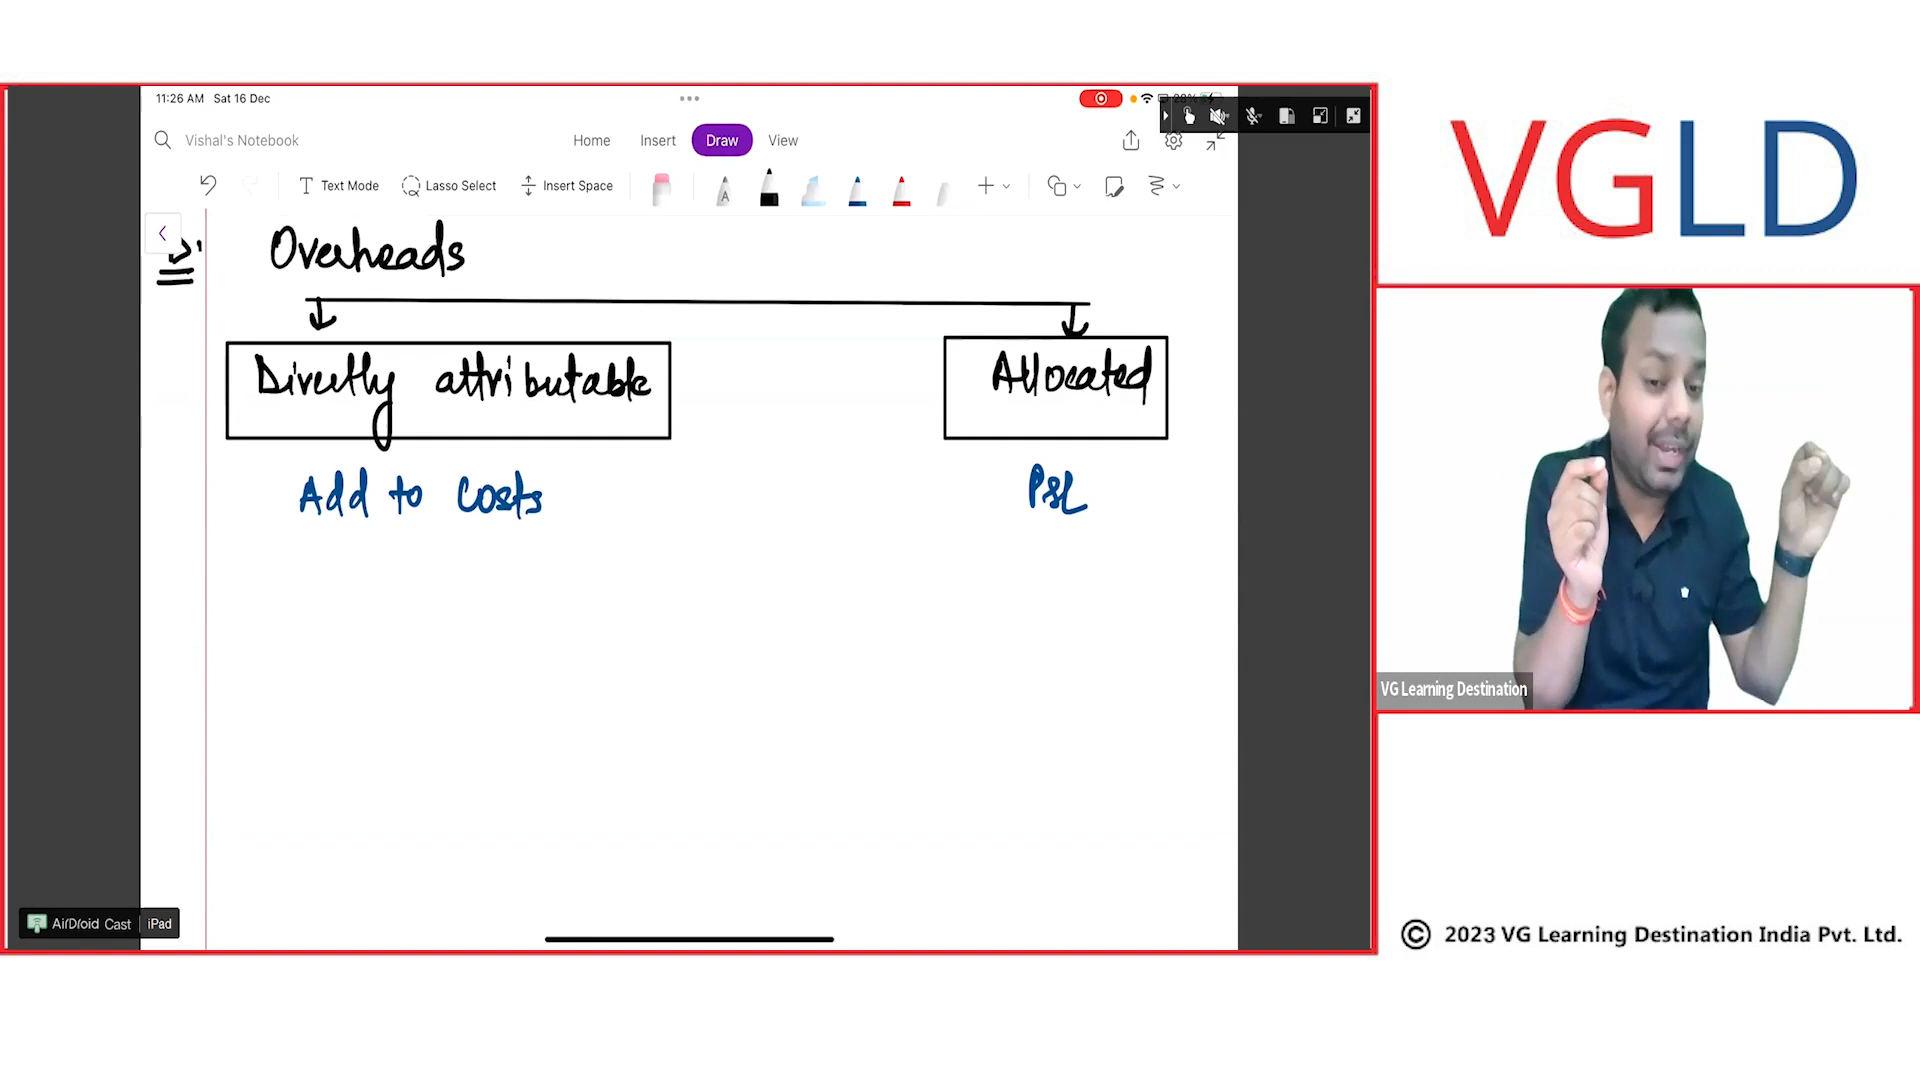 11:26 AM Sat 16 Dec
28%
Vishal's Notebook
Home Insert Draw View
Text Mode Lasso Select Insert Space
VGLD
Overheads
Directly attributable
Allocated
Add to costs
P&L
VG Learning Destination
AirDroid Cast iPad
© 2023 VG Learning Destination India Pvt. Ltd.